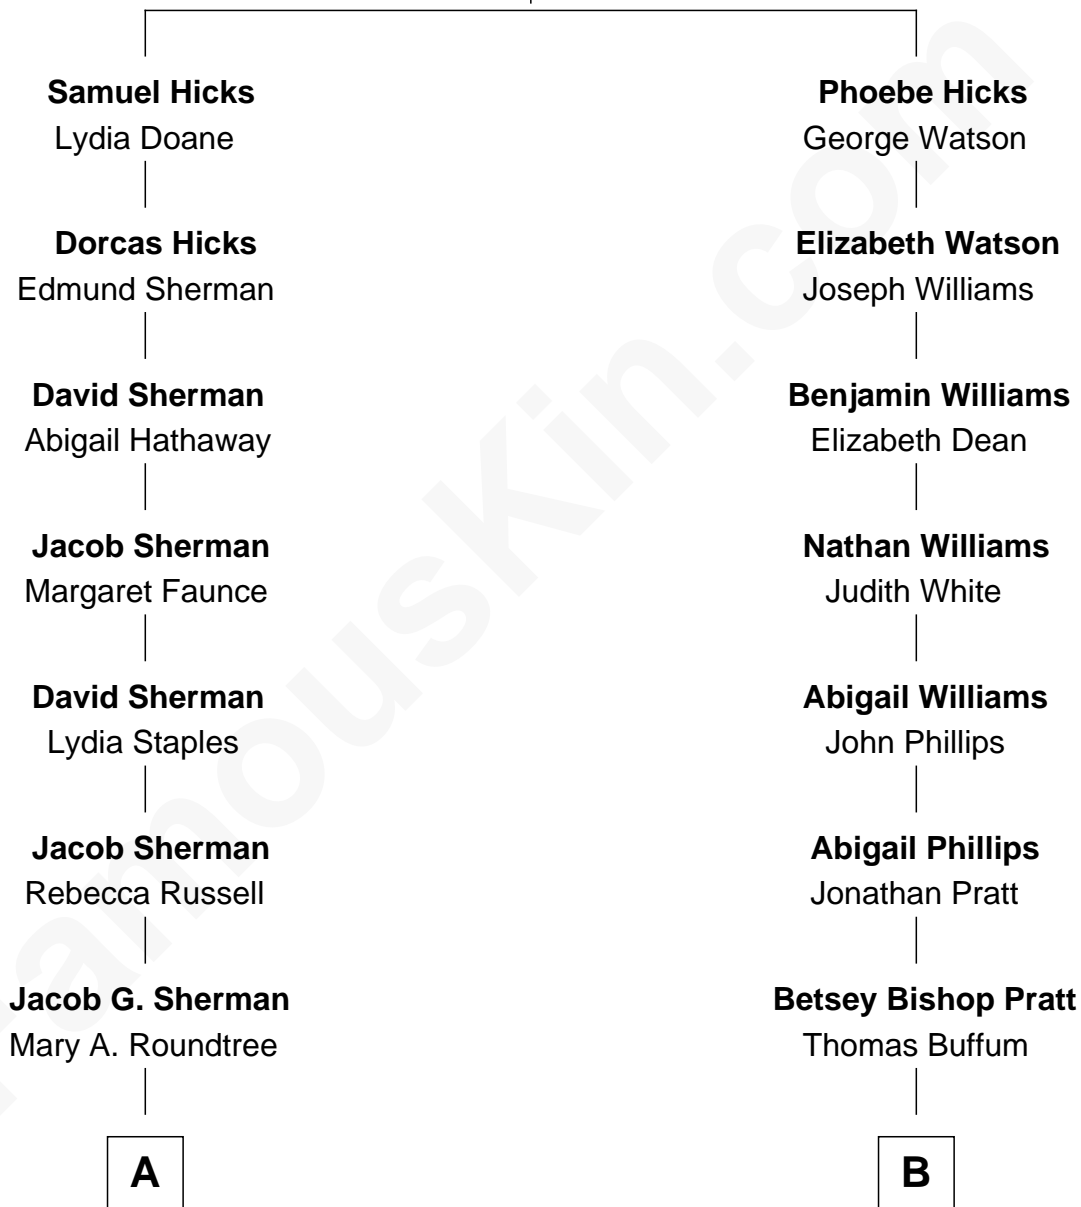 Samuel Hicks
Lydia Doane
Dorcas Hicks
Edmund Sherman
David Sherman
Abigail Hathaway
Jacob Sherman
Margaret Faunce
David Sherman
Lydia Staples
Jacob Sherman
Rebecca Russell
Jacob G. Sherman
Mary A. Roundtree
A
Phoebe Hicks
George Watson
Elizabeth Watson
Joseph Williams
Benjamin Williams
Elizabeth Dean
Nathan Williams
Judith White
Abigail Williams
John Phillips
Abigail Phillips
Jonathan Pratt
Betsey Bishop Pratt
Thomas Buffum
B
FamousKin.com